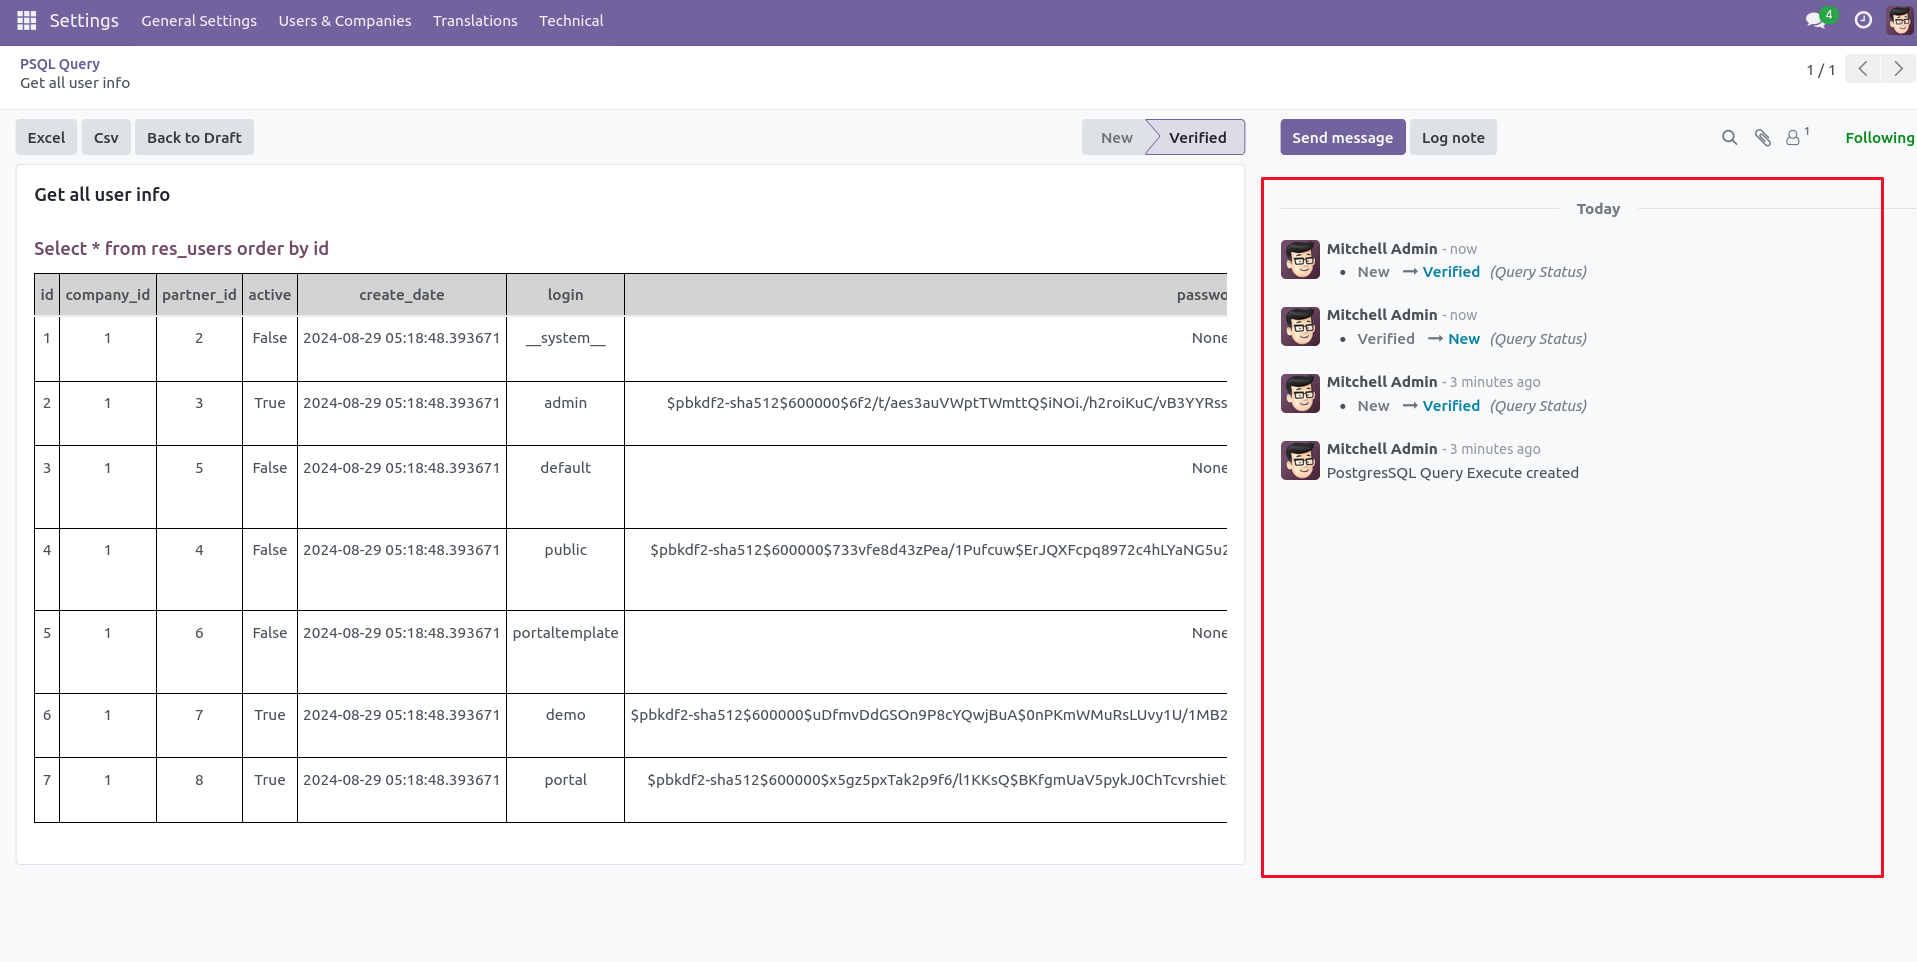 Settings General Settings Users & Companies Translations Technical 4
PSQL Query
Get all user info
1 / 1
Excel Csv Back to Draft New Verified Send message Log note 1 Following
Get all user info
Select * from res_users order by id
id company_id partner_id active create_date login passwo
1 1 2 False 2024-08-29 05:18:48.393671 __system__ None
2 1 3 True 2024-08-29 05:18:48.393671 admin $pbkdf2-sha512$600000$6f2/t/aes3auVWptTWmttQ$iNOi./h2roiKuC/vB3YYRss
3 1 5 False 2024-08-29 05:18:48.393671 default None
4 1 4 False 2024-08-29 05:18:48.393671 public $pbkdf2-sha512$600000$733vfe8d43zPea/1Pufcuw$ErJQXFcpq8972c4hLYaNG5u2
5 1 6 False 2024-08-29 05:18:48.393671 portaltemplate None
6 1 7 True 2024-08-29 05:18:48.393671 demo $pbkdf2-sha512$600000$uDfmvDdGSOn9P8cYQwjBuA$0nPKmWMuRsLUvy1U/1MB2
7 1 8 True 2024-08-29 05:18:48.393671 portal $pbkdf2-sha512$600000$x5gz5pxTak2p9f6/l1KKsQ$BKfgmUaV5pykJ0ChTcvrshiet
Today
Mitchell Admin - now
• New → Verified (Query Status)
Mitchell Admin - now
• Verified → New (Query Status)
Mitchell Admin - 3 minutes ago
• New → Verified (Query Status)
Mitchell Admin - 3 minutes ago
PostgresSQL Query Execute created